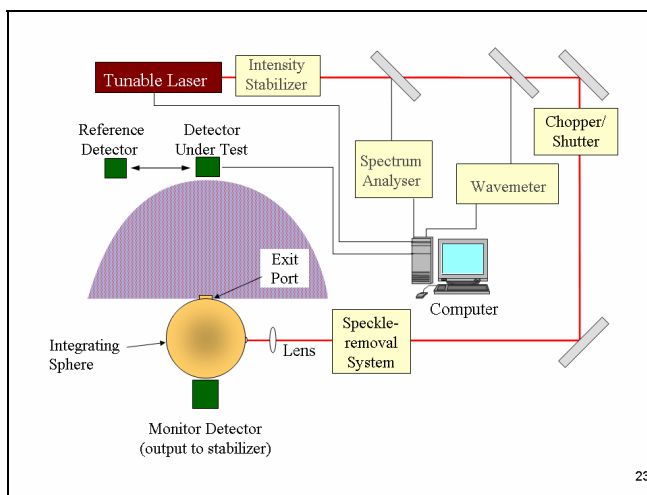 Tunable Laser
Intensity
Stabilizer
Chopper/
Shutter
Reference
Detector
Detector
Under Test
Spectrum
Analyser
Wavemeter
Exit
Port
Computer
Integrating
Sphere
Lens
Speckle-
removal
System
Monitor Detector
(output to stabilizer)
23